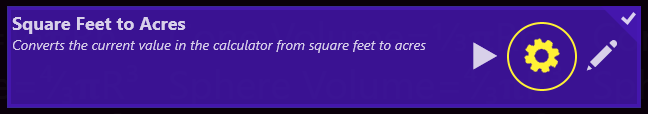 Square Feet to Acres
Converts the current value in the calculator from square feet to acres